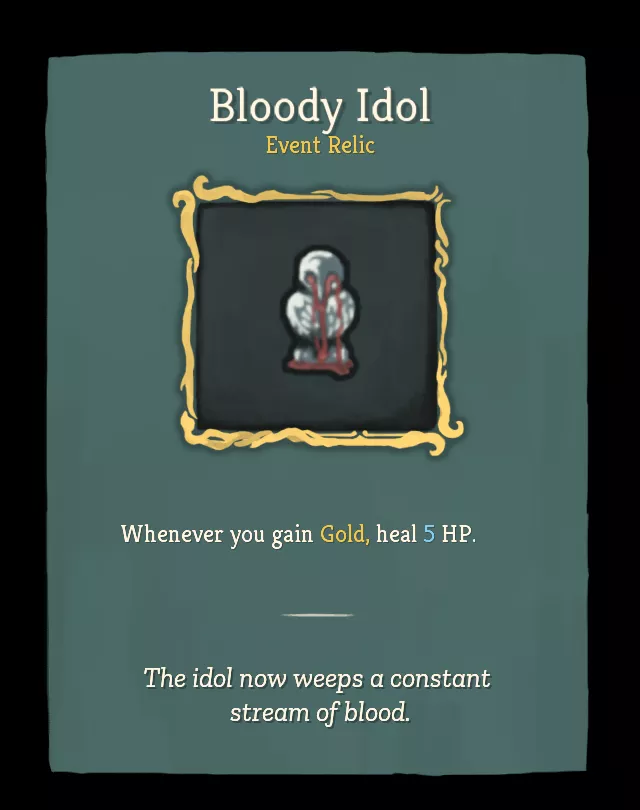 Bloody Idol
Event Relic
Whenever you gain Gold, heal 5 HP.
The idol now weeps a constant
stream of blood.